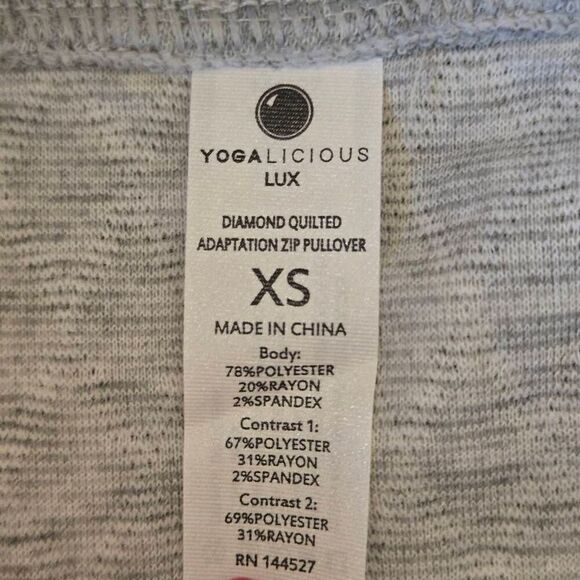 YOGALICIOUS
LUX
DIAMOND QUILTED
ADAPTATION ZIP PULLOVER
XS
MADE IN CHINA
Body:
78%POLYESTER
20%RAYON
2%SPANDEX
Contrast 1:
67%POLYESTER
31%RAYON
2%SPANDEX
Contrast 2:
69%POLYESTER
31%RAYON
RN 144527